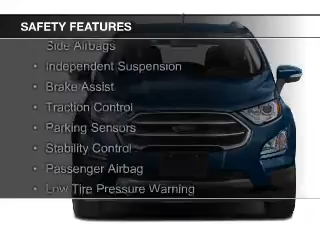 SAFETY FEATURES
Side Airbags
• Independent Suspension
• Brake Assist
• Traction Control
• Parking Sensors
• Stability Control
• Passenger Airbag
• Low Tire Pressure Warning